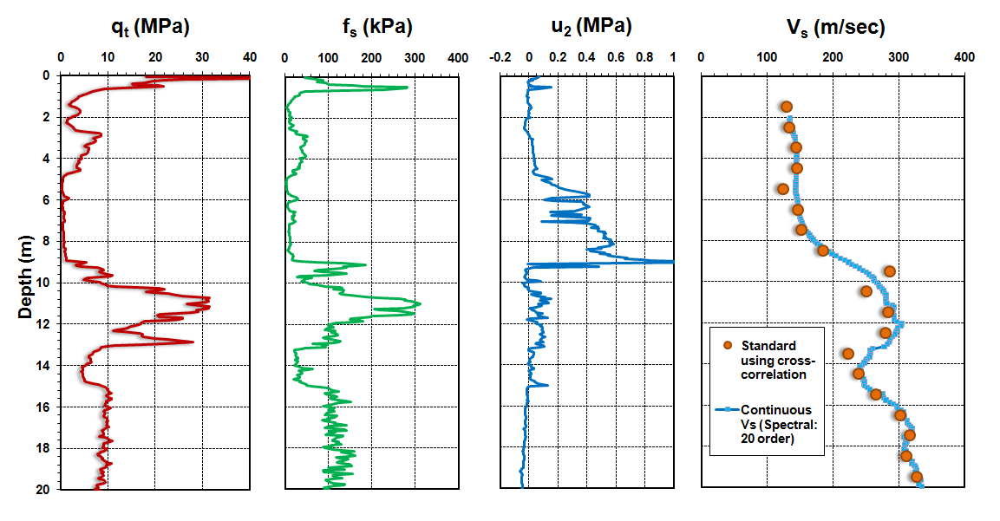 qt (MPa)
fs (kPa)
u2 (MPa)
Vs (m/sec)
0 10 20 30 40
0 100 200 300 400
-0.2 0 0.2 0.4 0.6 0.8 1
0 100 200 300 400
0
2
4
6
8
10
12
14
16
18
20
Depth (m)
Standard
using cross-
correlation
Continuous
Vs (Spectral:
20 order)